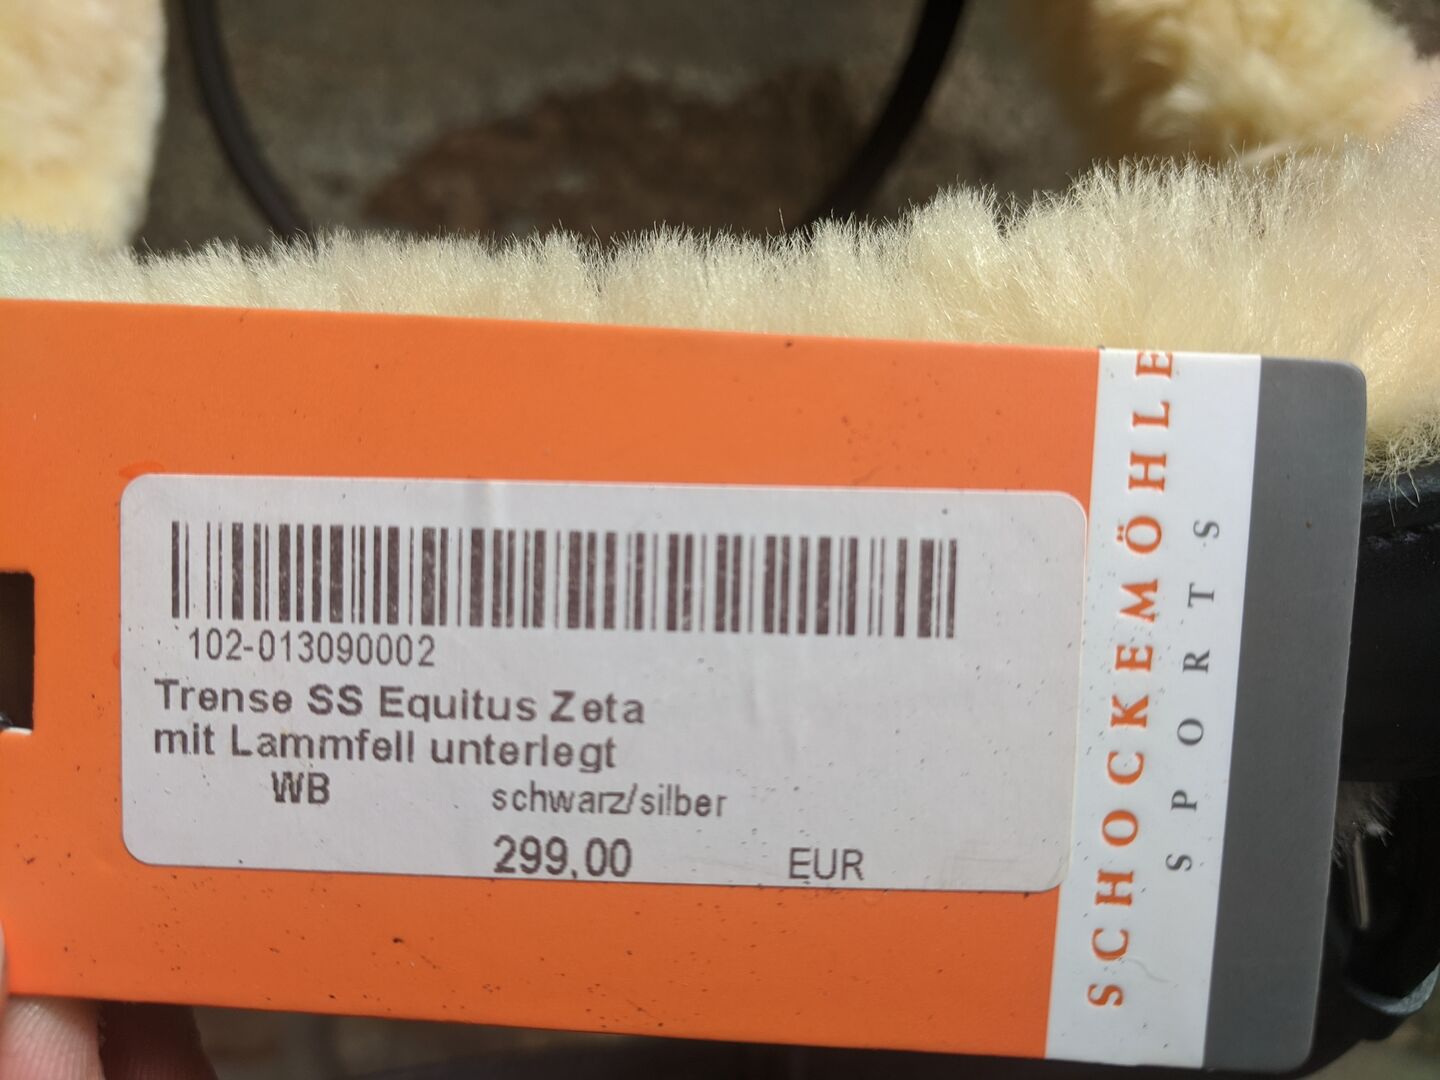 102-013090002
Trense SS Equitus Zeta
mit Lammfell unterlegt
WB schwarz/silber
299,00 EUR
SCHOCKEMÖHLE
SPORTS